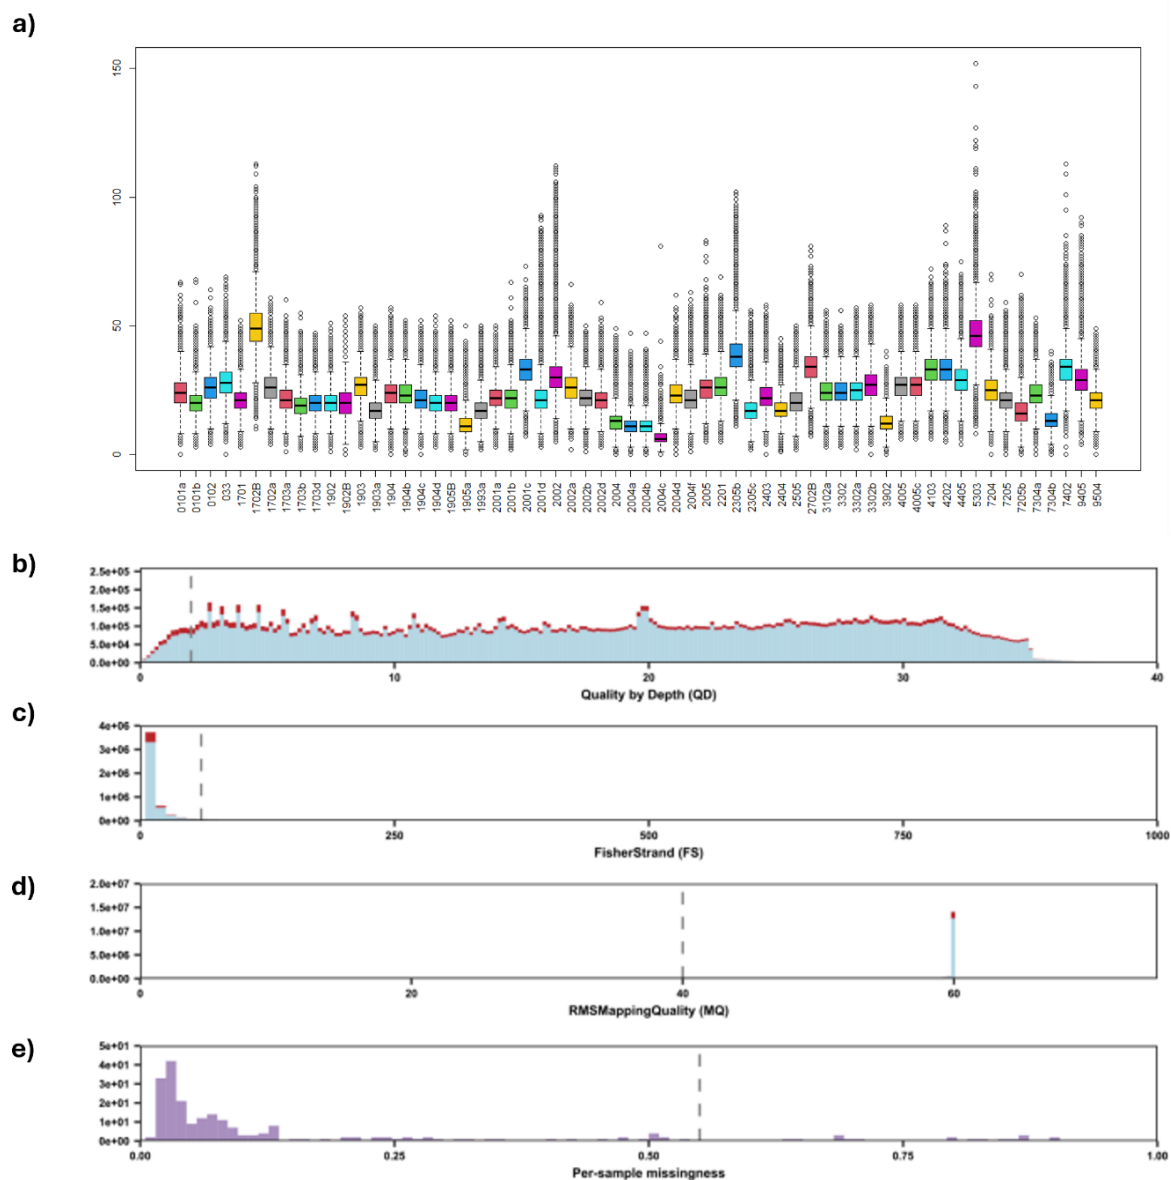 a)
150
100
50
0
0101a 0101b 0102 033 1701 1702B 1702a 1703a 1703b 1703d 1902 1902B 1903 1903a 1904 1904b 1904c 1904d 1905B 1905a 1993a 2001a 2001b 2001c 2001d 2002 2002a 2002b 2002d 2004 2004a 2004b 2004c 2004d 2004f 2005 2201 2305b 2305c 2403 2404 2505 2702B 3102a 3302 3302a 3302b 3902 4005 4005c 4103 4202 4405 5303 7204 7205 7205b 7304a 7304b 7402 9405 9504
b)
2.5e+05
2.0e+05
1.5e+05
1.0e+05
5.0e+04
0.0e+00
0 10 20 30 40
Quality by Depth (QD)
c)
4e+06
3e+06
2e+06
1e+06
0e+00
0 250 500 750 1000
FisherStrand (FS)
d)
2.0e+07
1.5e+07
1.0e+07
5.0e+06
0.0e+00
0 20 40 60
RMSMappingQuality (MQ)
e)
5e+01
4e+01
3e+01
2e+01
1e+01
0e+00
0.00 0.25 0.50 0.75 1.00
Per-sample missingness